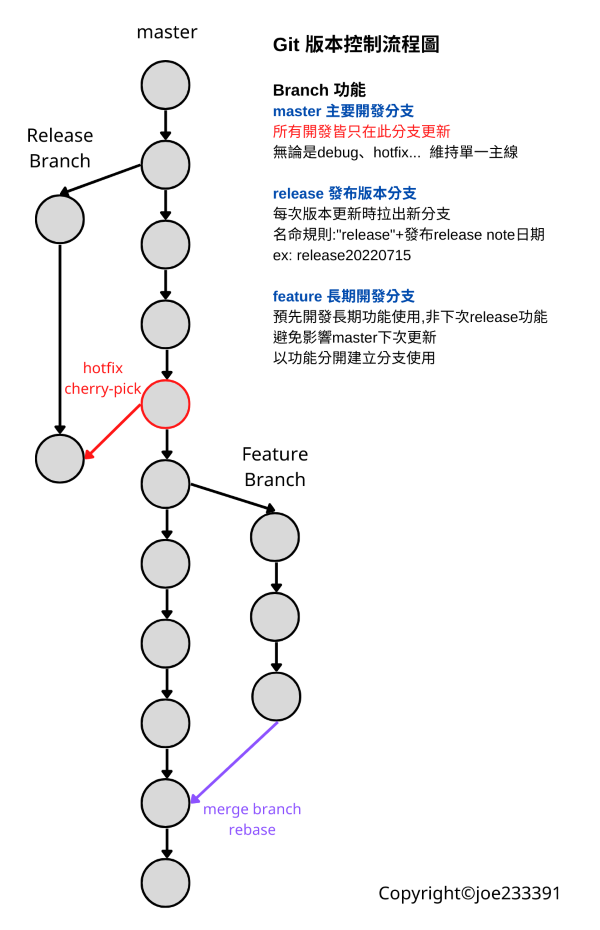 master
Git 版本控制流程圖
Branch 功能
master 主要開發分支
所有開發皆只在此分支更新
無論是debug、hotfix... 維持單一主線
Release
Branch
release 發布版本分支
每次版本更新時拉出新分支
名命規則:"release"+發布release note日期
ex: release20220715
feature 長期開發分支
預先開發長期功能使用,非下次release功能
避免影響master下次更新
以功能分開建立分支使用
hotfix
cherry-pick
Feature
Branch
merge branch
rebase
Copyright©joe233391